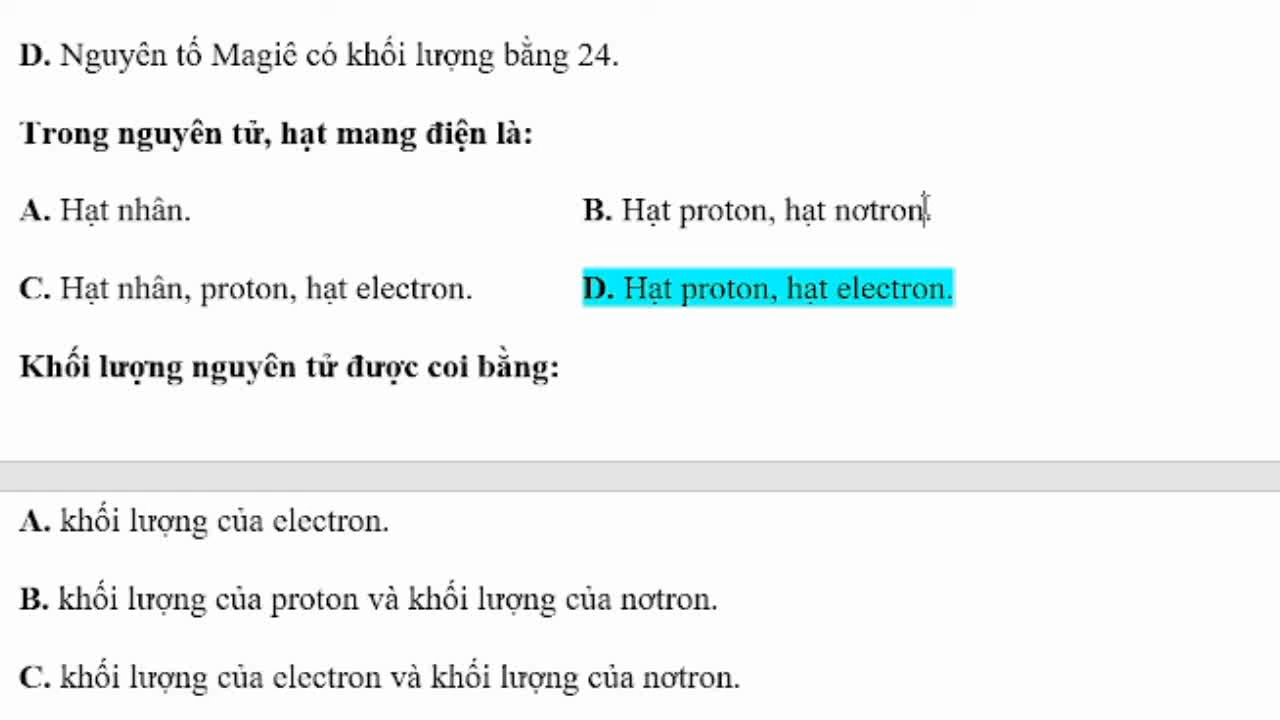 D. Nguyên tố Magiê có khối lượng bằng 24.
Trong nguyên tử, hạt mang điện là:
A. Hạt nhân. B. Hạt proton, hạt nơtron.
C. Hạt nhân, proton, hạt electron. D. Hạt proton, hạt electron.
Khối lượng nguyên tử được coi bằng:
A. khối lượng của electron.
B. khối lượng của proton và khối lượng của nơtron.
C. khối lượng của electron và khối lượng của nơtron.